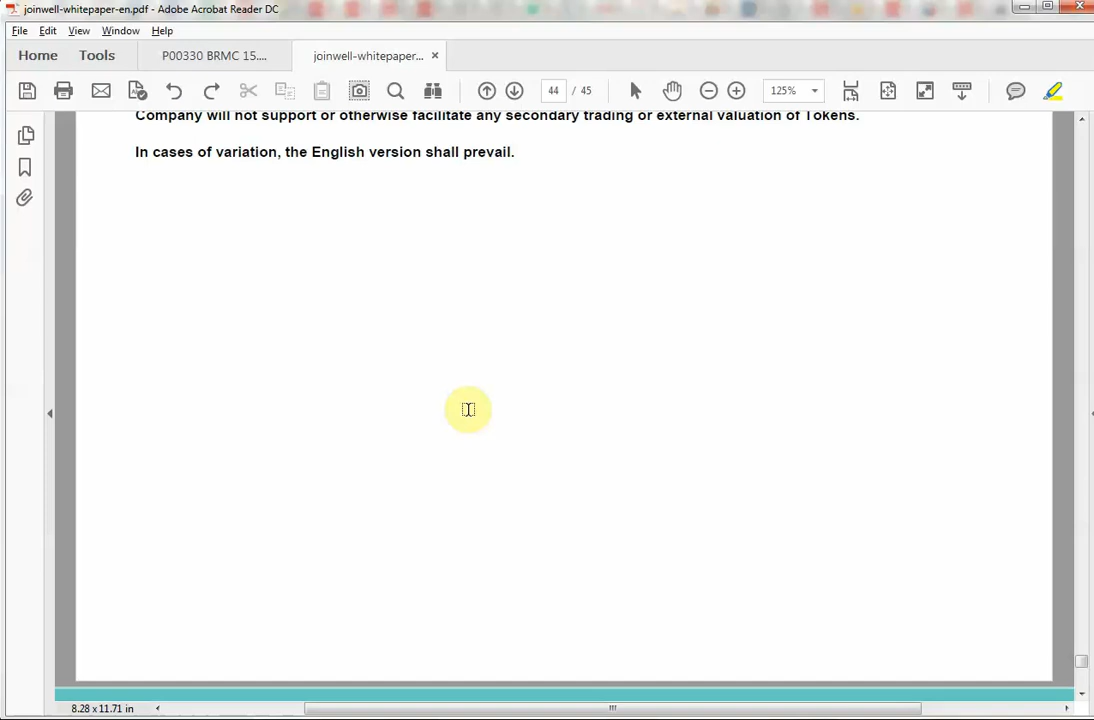 joinwell-whitepaper-en.pdf - Adobe Acrobat Reader DC
File Edit View Window Help
Home Tools P00330 BRMC 15.... joinwell-whitepaper... ×
44 / 45 125%
Company will not support or otherwise facilitate any secondary trading or external valuation of Tokens.
In cases of variation, the English version shall prevail.
8.28 x 11.71 in